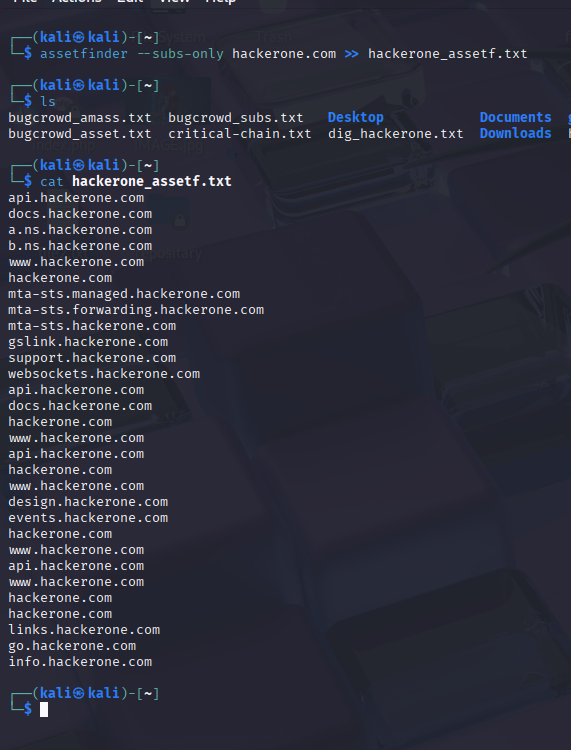 File Actions Edit View Help
┌──(kali㉿kali)-[~]
└─$ assetfinder --subs-only hackerone.com >> hackerone_assetf.txt
┌──(kali㉿kali)-[~]
└─$ ls
bugcrowd_amass.txt bugcrowd_subs.txt Desktop Documents
bugcrowd_asset.txt critical-chain.txt dig_hackerone.txt Downloads
┌──(kali㉿kali)-[~]
└─$ cat hackerone_assetf.txt
api.hackerone.com
docs.hackerone.com
a.ns.hackerone.com
b.ns.hackerone.com
www.hackerone.com
hackerone.com
mta-sts.managed.hackerone.com
mta-sts.forwarding.hackerone.com
mta-sts.hackerone.com
gslink.hackerone.com
support.hackerone.com
websockets.hackerone.com
api.hackerone.com
docs.hackerone.com
hackerone.com
www.hackerone.com
api.hackerone.com
hackerone.com
www.hackerone.com
design.hackerone.com
events.hackerone.com
hackerone.com
www.hackerone.com
api.hackerone.com
www.hackerone.com
hackerone.com
hackerone.com
links.hackerone.com
go.hackerone.com
info.hackerone.com
┌──(kali㉿kali)-[~]
└─$